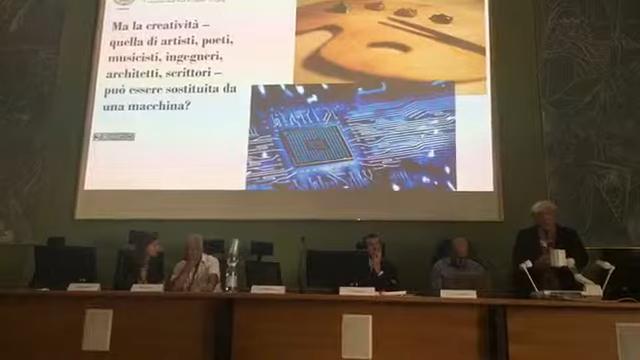 Ma la creatività –
quella di artisti, poeti,
musicisti, ingegneri,
architetti, scrittori –
può essere sostituita da
una macchina?